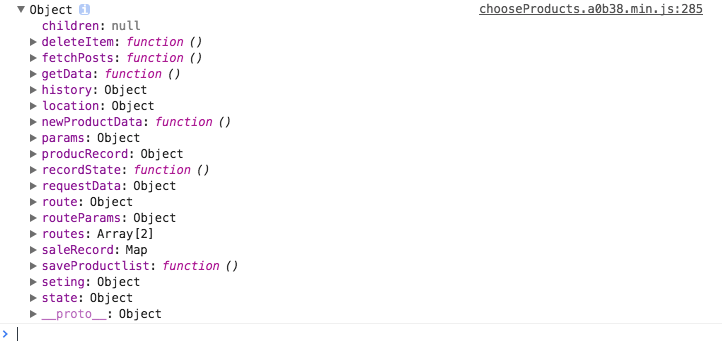 Object i chooseProducts.a0b38.min.js:285
children: null
deleteItem: function ()
fetchPosts: function ()
getData: function ()
history: Object
location: Object
newProductData: function ()
params: Object
producRecord: Object
recordState: function ()
requestData: Object
route: Object
routeParams: Object
routes: Array[2]
saleRecord: Map
saveProductlist: function ()
seting: Object
state: Object
__proto__: Object